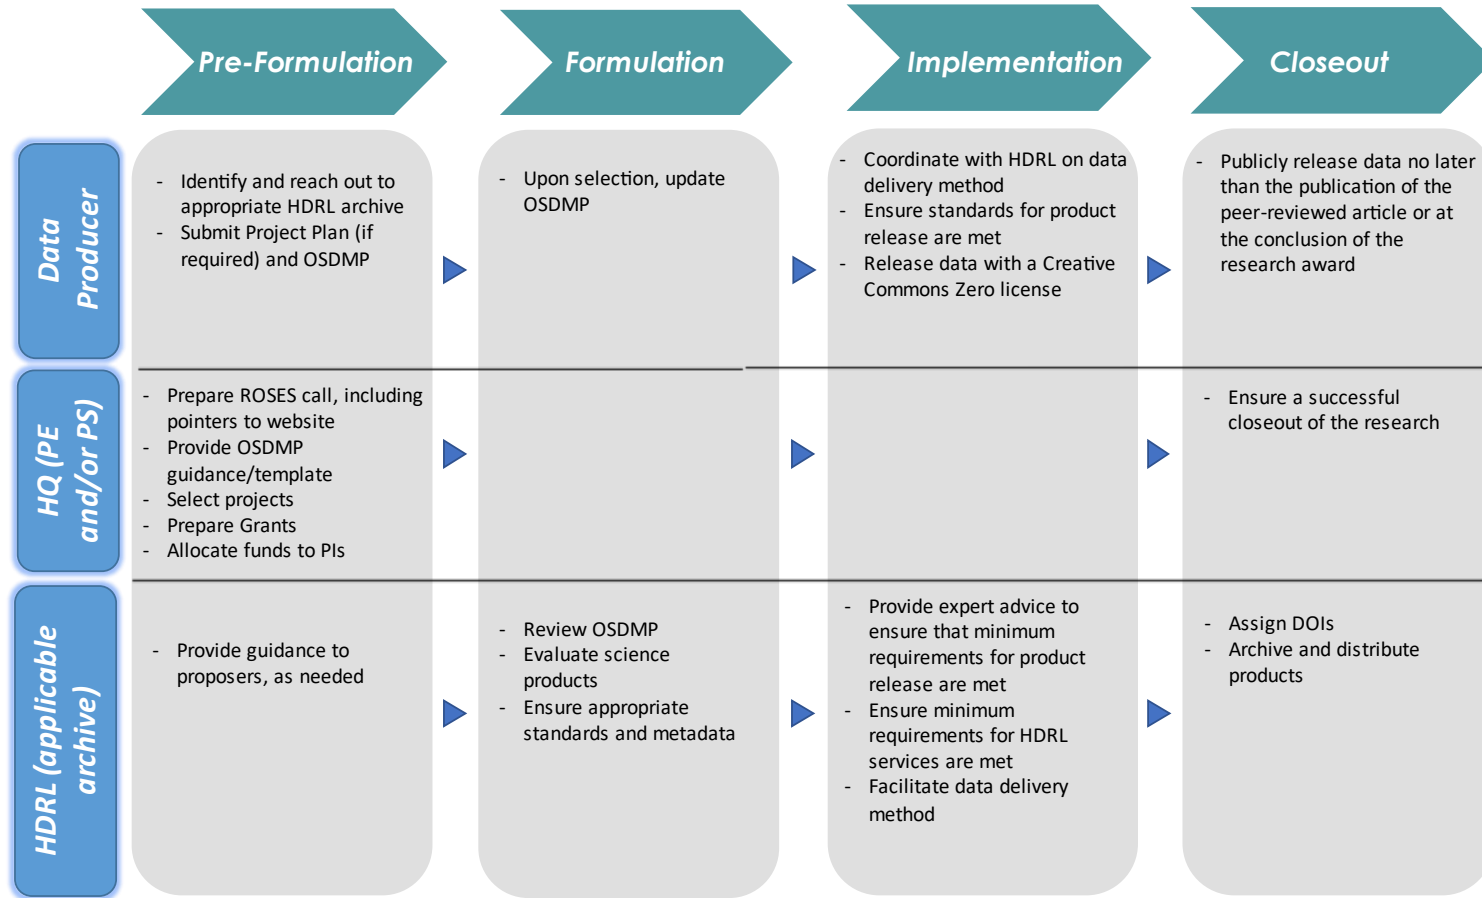 Pre-Formulation
Formulation
Implementation
Closeout
Data
Producer
- Identify and reach out to
appropriate HDRL archive
- Submit Project Plan (if
required) and OSDMP
- Upon selection, update
OSDMP
- Coordinate with HDRL on data
delivery method
- Ensure standards for product
release are met
- Release data with a Creative
Commons Zero license
- Publicly release data no later
than the publication of the
peer-reviewed article or at
the conclusion of the
research award
HQ (PE
and/or PS)
- Prepare ROSES call, including
pointers to website
- Provide OSDMP
guidance/template
- Select projects
- Prepare Grants
- Allocate funds to PIs
- Ensure a successful
closeout of the research
HDRL (applicable
archive)
- Provide guidance to
proposers, as needed
- Review OSDMP
- Evaluate science
products
- Ensure appropriate
standards and metadata
- Provide expert advice to
ensure that minimum
requirements for product
release are met
- Ensure minimum
requirements for HDRL
services are met
- Facilitate data delivery
method
- Assign DOIs
- Archive and distribute
products